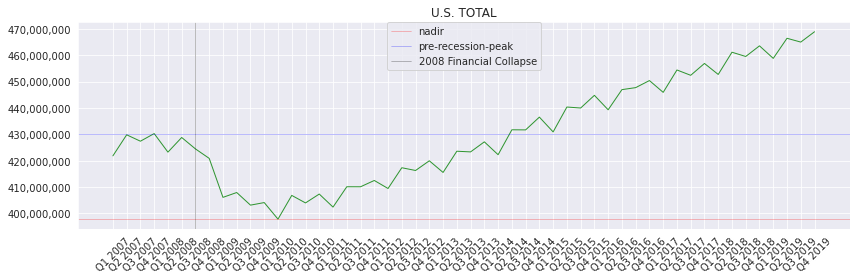 U.S. TOTAL
nadir
pre-recession-peak
2008 Financial Collapse
470,000,000
460,000,000
450,000,000
440,000,000
430,000,000
420,000,000
410,000,000
400,000,000
Q1 2007
Q2 2007
Q3 2007
Q4 2007
Q1 2008
Q2 2008
Q3 2008
Q4 2008
Q1 2009
Q2 2009
Q3 2009
Q4 2009
Q1 2010
Q2 2010
Q3 2010
Q4 2010
Q1 2011
Q2 2011
Q3 2011
Q4 2011
Q1 2012
Q2 2012
Q3 2012
Q4 2012
Q1 2013
Q2 2013
Q3 2013
Q4 2013
Q1 2014
Q2 2014
Q3 2014
Q4 2014
Q1 2015
Q2 2015
Q3 2015
Q4 2015
Q1 2016
Q2 2016
Q3 2016
Q4 2016
Q1 2017
Q2 2017
Q3 2017
Q4 2017
Q1 2018
Q2 2018
Q3 2018
Q4 2018
Q1 2019
Q2 2019
Q3 2019
Q4 2019